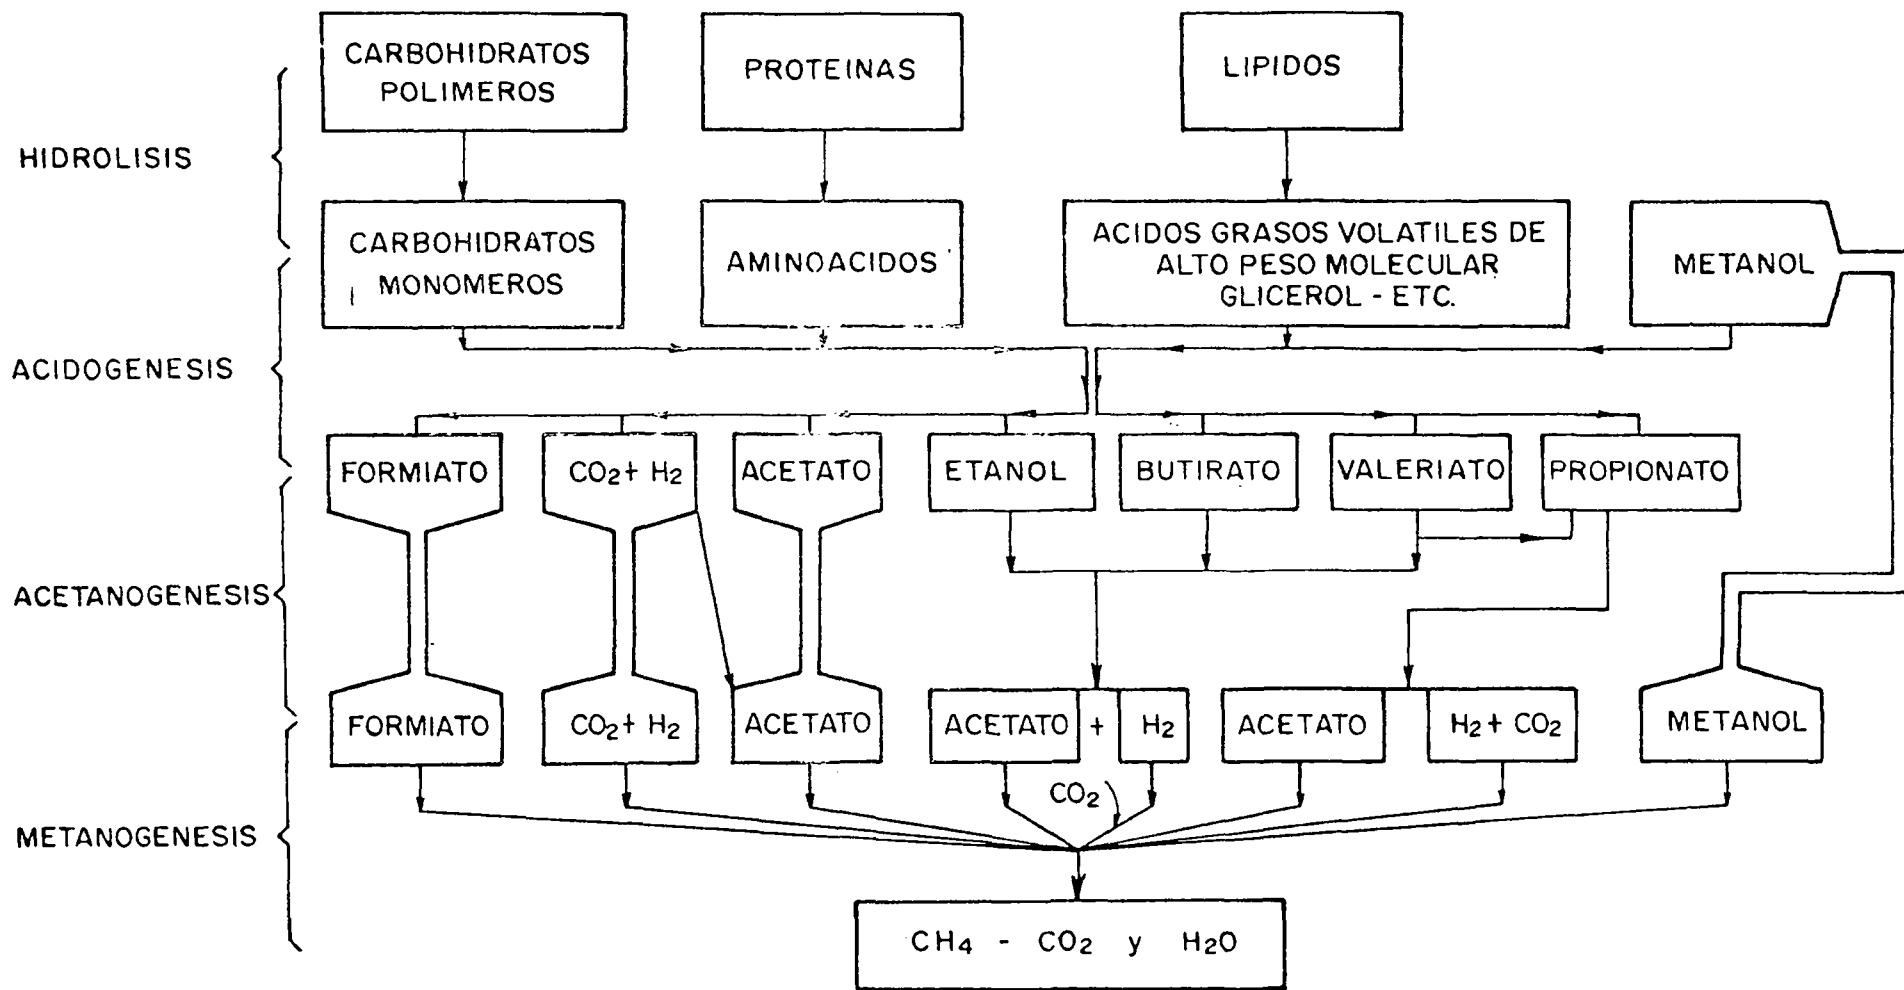 CARBOHIDRATOS
POLIMEROS
PROTEINAS
LIPIDOS
HIDROLISIS
CARBOHIDRATOS
MONOMEROS
AMINOACIDOS
ACIDOS GRASOS VOLATILES DE
ALTO PESO MOLECULAR
GLICEROL - ETC.
METANOL
ACIDOGENESIS
FORMIATO
CO₂ + H₂
ACETATO
ETANOL
BUTIRATO
VALERIATO
PROPIONATO
ACETANOGENESIS
FORMIATO
CO₂ + H₂
ACETATO
ACETATO + H₂
ACETATO
H₂ + CO₂
METANOL
CO₂
METANOGENESIS
CH₄ - CO₂ y H₂O